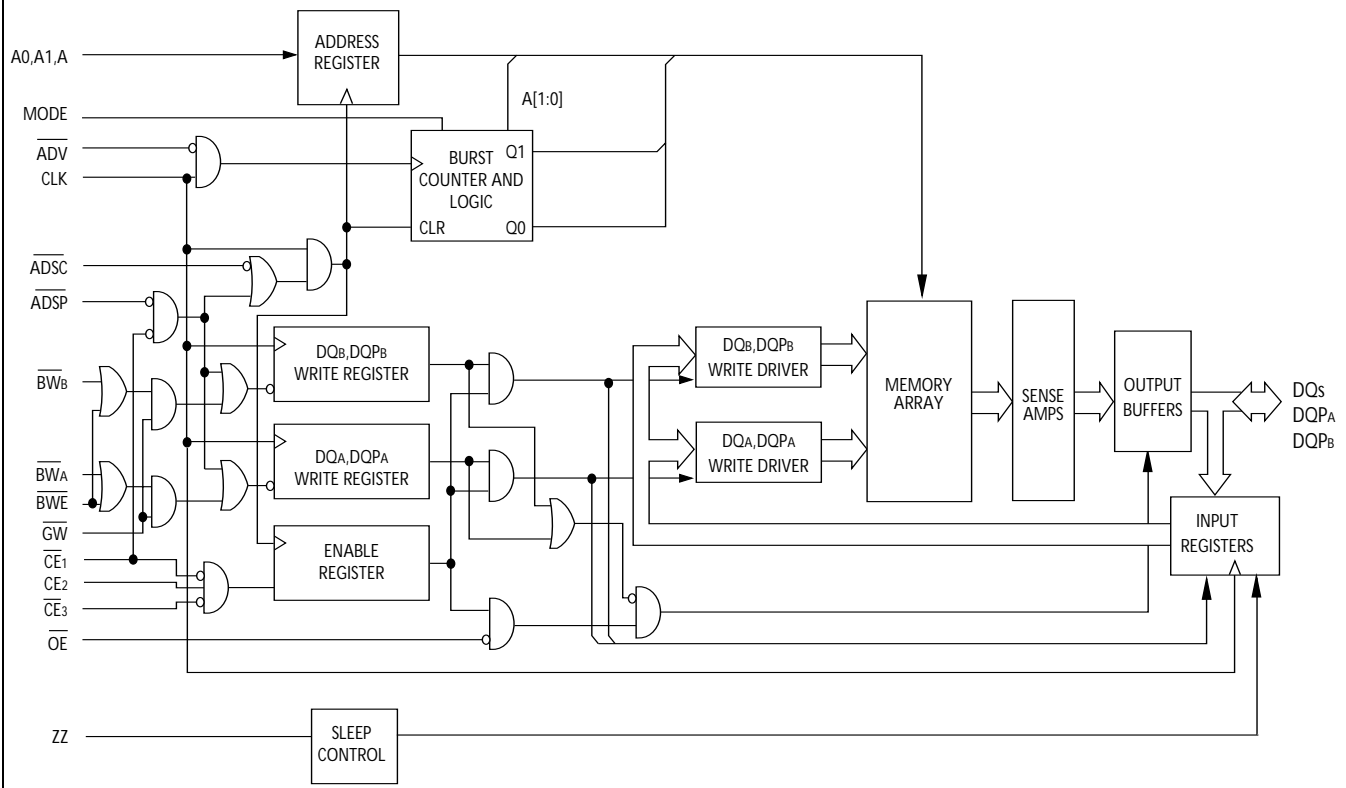 A0,A1,A
ADDRESS
REGISTER
MODE
A[1:0]
ADV
CLK
BURST
COUNTER AND
LOGIC
Q1
CLR
Q0
ADSC
ADSP
DQB,DQPB
WRITE REGISTER
DQB,DQPB
WRITE DRIVER
MEMORY
ARRAY
SENSE
AMPS
OUTPUT
BUFFERS
DQs
DQPA
DQPB
BWB
DQA,DQPA
WRITE REGISTER
DQA,DQPA
WRITE DRIVER
BWA
BWE
GW
CE1
CE2
CE3
ENABLE
REGISTER
INPUT
REGISTERS
OE
ZZ
SLEEP
CONTROL